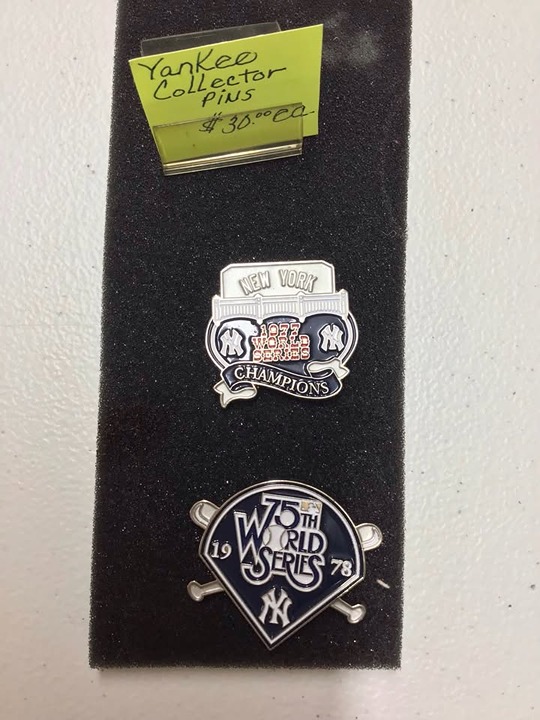 Yankee
Collector
Pins
$30.00 ea
NEW YORK
NY NY
1977
WORLD
SERIES
CHAMPIONS
75TH
WORLD
SERIES
19 78
NY